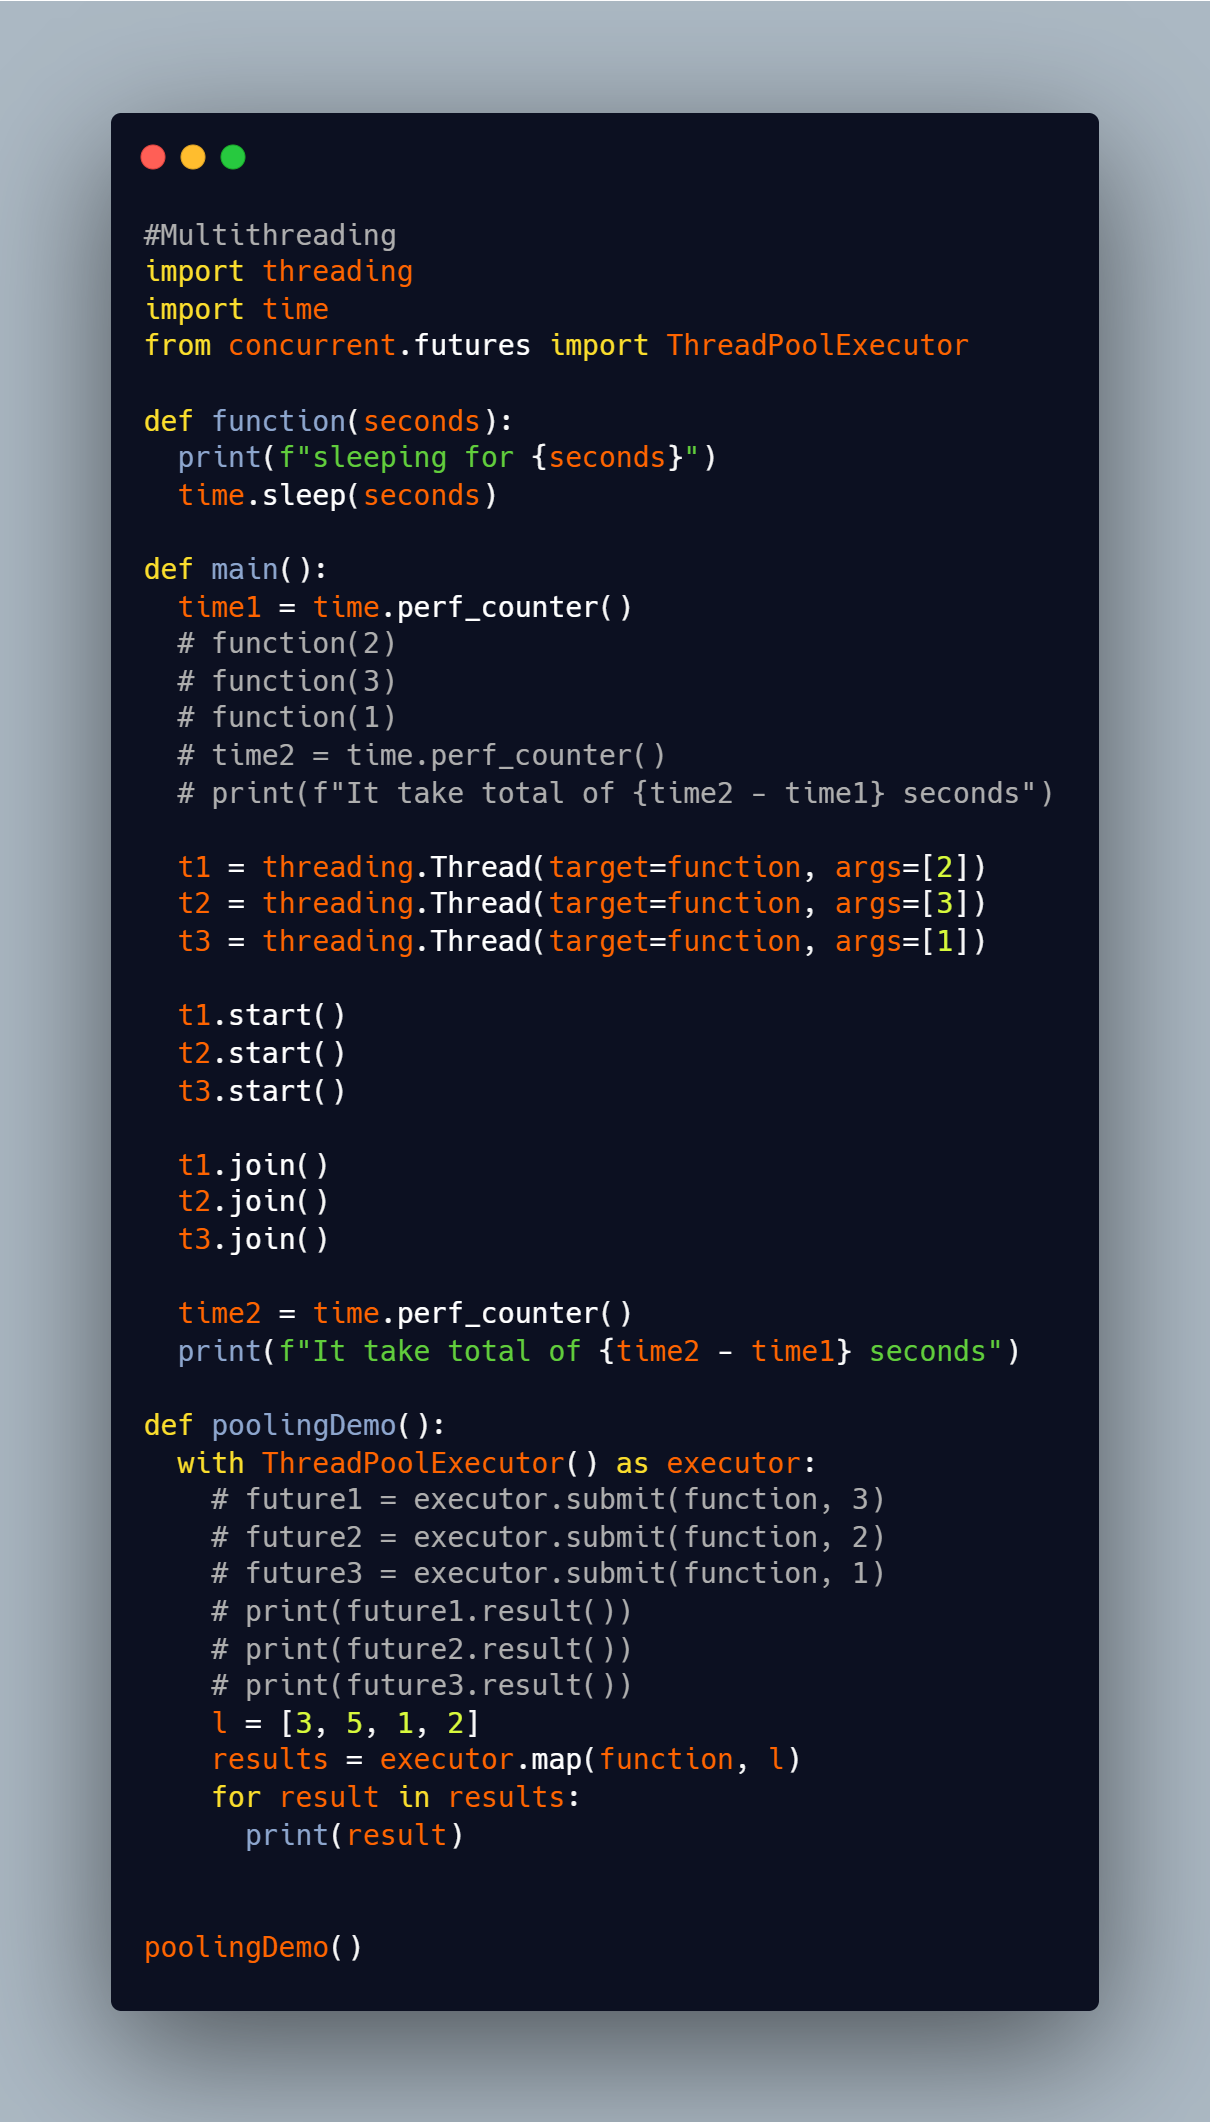 #Multithreading
import threading
import time
from concurrent.futures import ThreadPoolExecutor

def function(seconds):
  print(f"sleeping for {seconds}")
  time.sleep(seconds)

def main():
  time1 = time.perf_counter()
  # function(2)
  # function(3)
  # function(1)
  # time2 = time.perf_counter()
  # print(f"It take total of {time2 - time1} seconds")

  t1 = threading.Thread(target=function, args=[2])
  t2 = threading.Thread(target=function, args=[3])
  t3 = threading.Thread(target=function, args=[1])

  t1.start()
  t2.start()
  t3.start()

  t1.join()
  t2.join()
  t3.join()

  time2 = time.perf_counter()
  print(f"It take total of {time2 - time1} seconds")

def poolingDemo():
  with ThreadPoolExecutor() as executor:
    # future1 = executor.submit(function, 3)
    # future2 = executor.submit(function, 2)
    # future3 = executor.submit(function, 1)
    # print(future1.result())
    # print(future2.result())
    # print(future3.result())
    l = [3, 5, 1, 2]
    results = executor.map(function, l)
    for result in results:
      print(result)


poolingDemo()